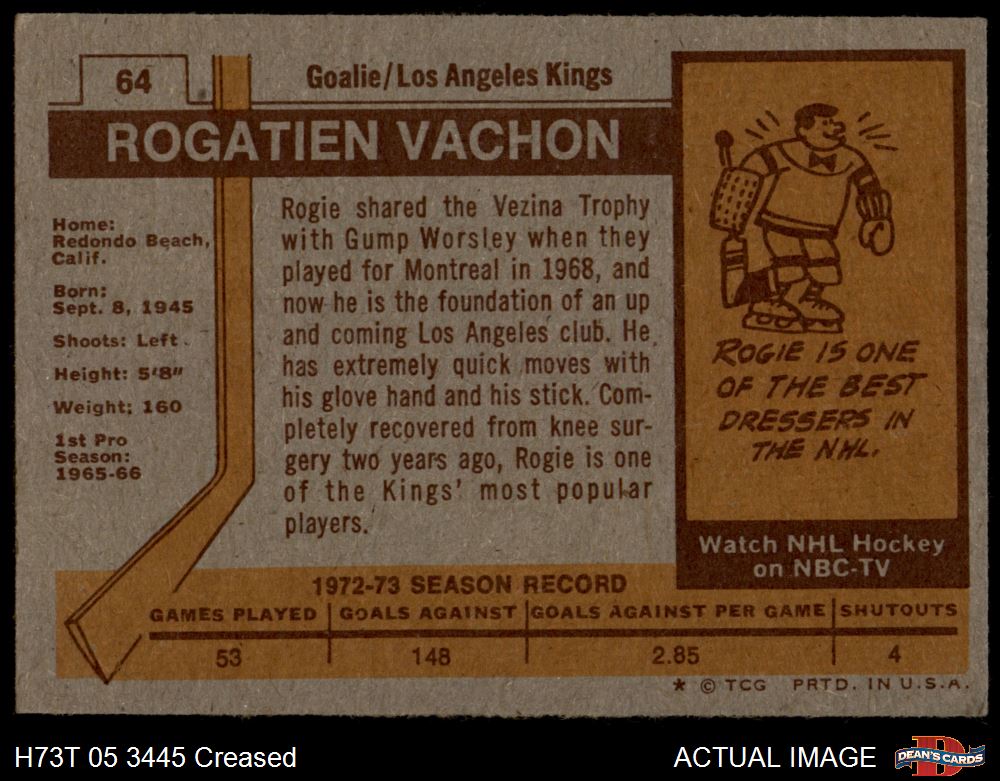 64
Goalie/Los Angeles Kings
ROGATIEN VACHON
Home:
Redondo Beach,
Calif.
Born:
Sept. 8, 1945
Shoots: Left
Height: 5'8"
Weight: 160
1st Pro
Season:
1965-66
Rogie shared the Vezina Trophy
with Gump Worsley when they
played for Montreal in 1968, and
now he is the foundation of an up
and coming Los Angeles club. He
has extremely quick moves with
his glove hand and his stick. Com-
pletely recovered from knee sur-
gery two years ago, Rogie is one
of the Kings' most popular
players.
ROGIE IS ONE
OF THE BEST
DRESSERS IN
THE NHL.
Watch NHL Hockey
on NBC-TV
1972-73 SEASON RECORD
GAMES PLAYED GOALS AGAINST GOALS AGAINST PER GAME SHUTOUTS
53 148 2.85 4
* © TCG PRTD. IN U.S.A.
H73T 05 3445 Creased
ACTUAL IMAGE
DEAN'S CARDS